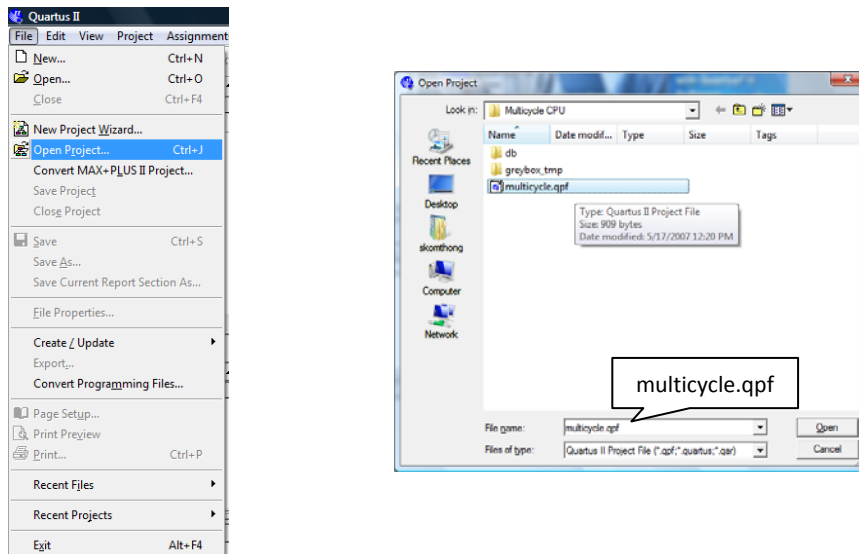 Quartus II
File Edit View Project Assignment
New... Ctrl+N
Open... Ctrl+O
Close Ctrl+F4
New Project Wizard...
Open Project... Ctrl+J
Convert MAX+PLUS II Project...
Save Project
Close Project
Save Ctrl+S
Save As...
Save Current Report Section As...
File Properties...
Create / Update
Export...
Convert Programming Files...
Page Setup...
Print Preview
Print... Ctrl+P
Recent Files
Recent Projects
Exit Alt+F4
Open Project
Look in: Multicycle CPU
Name Date modif... Type Size Tags
db
greybox_tmp
multicycle.qpf
Type: Quartus II Project File
Size: 909 bytes
Date modified: 5/17/2007 12:20 PM
Recent Places
Desktop
skomthong
Computer
Network
multicycle.qpf
File name: multicycle.qpf Open
Files of type: Quartus II Project File (*.qpf;*.quartus;*.qar) Cancel